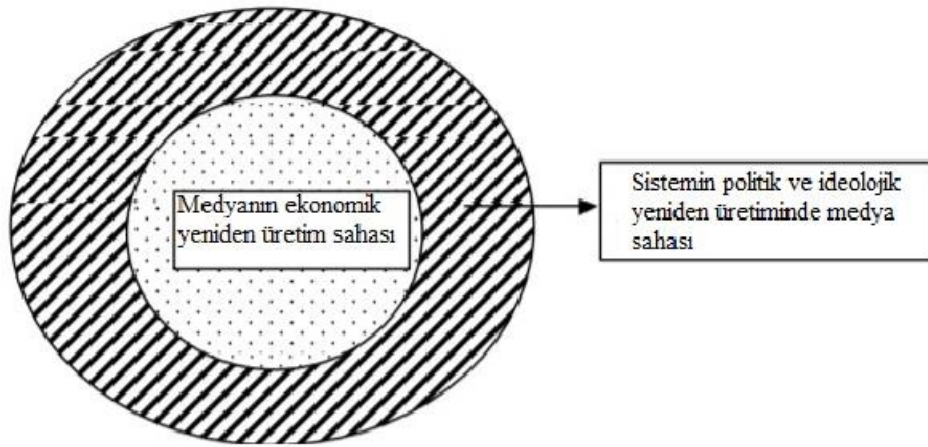 Medyanın ekonomik
yeniden üretim sahası
Sistemin politik ve ideolojik
yeniden üretiminde medya
sahası